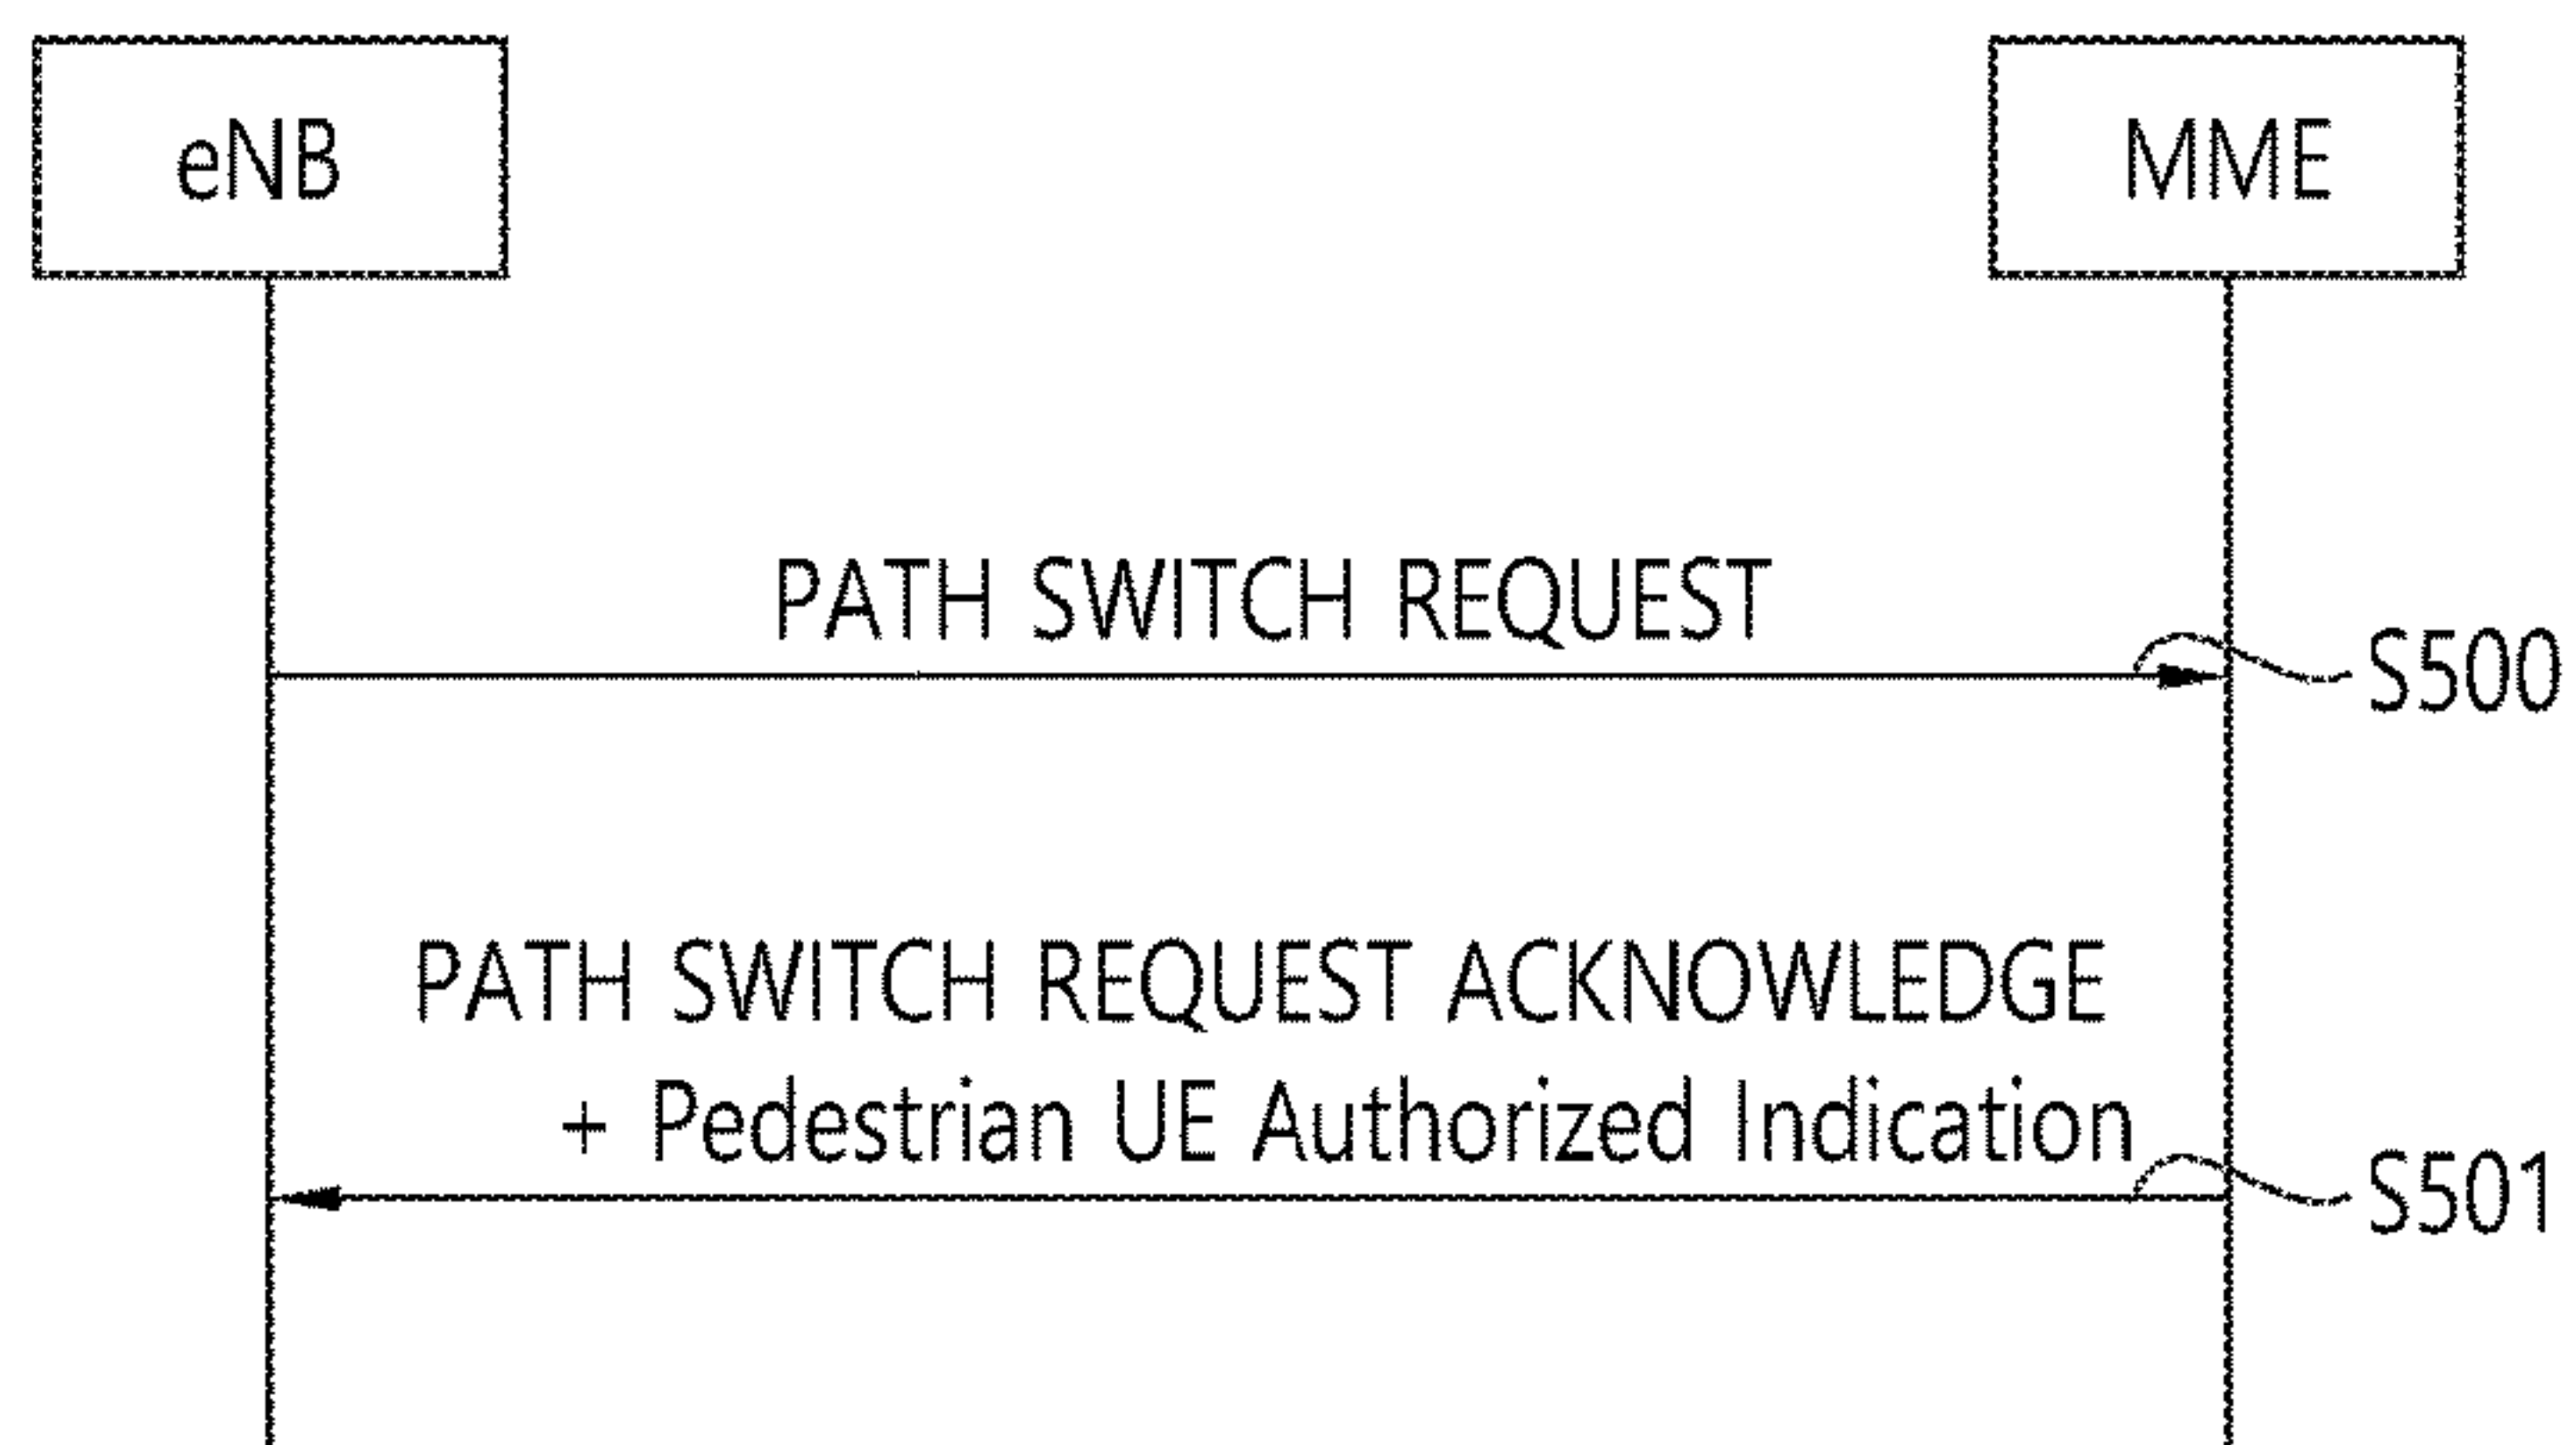 eNB
MME
PATH SWITCH REQUEST
S500
PATH SWITCH REQUEST ACKNOWLEDGE
+ Pedestrian UE Authorized Indication
S501